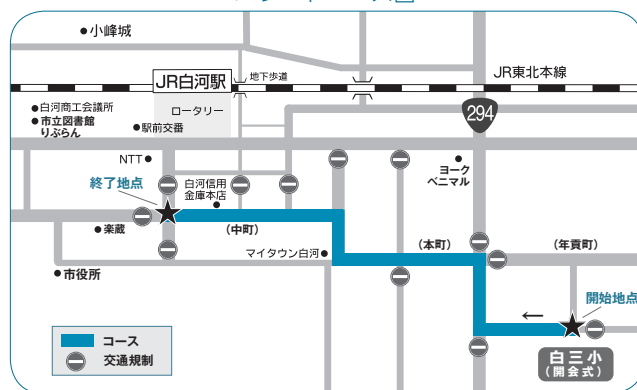 小峰城
JR白河駅
地下歩道
JR東北本線
白河商工会議所
市立図書館
りぶらん
ロータリー
駅前交番
294
NTT
ヨーク
ベニマル
終了地点
白河信用
金庫本店
楽蔵
(中町)
マイタウン白河
(本町)
(年貢町)
市役所
開始地点
←
コース
交通規制
白三小
(開会式)